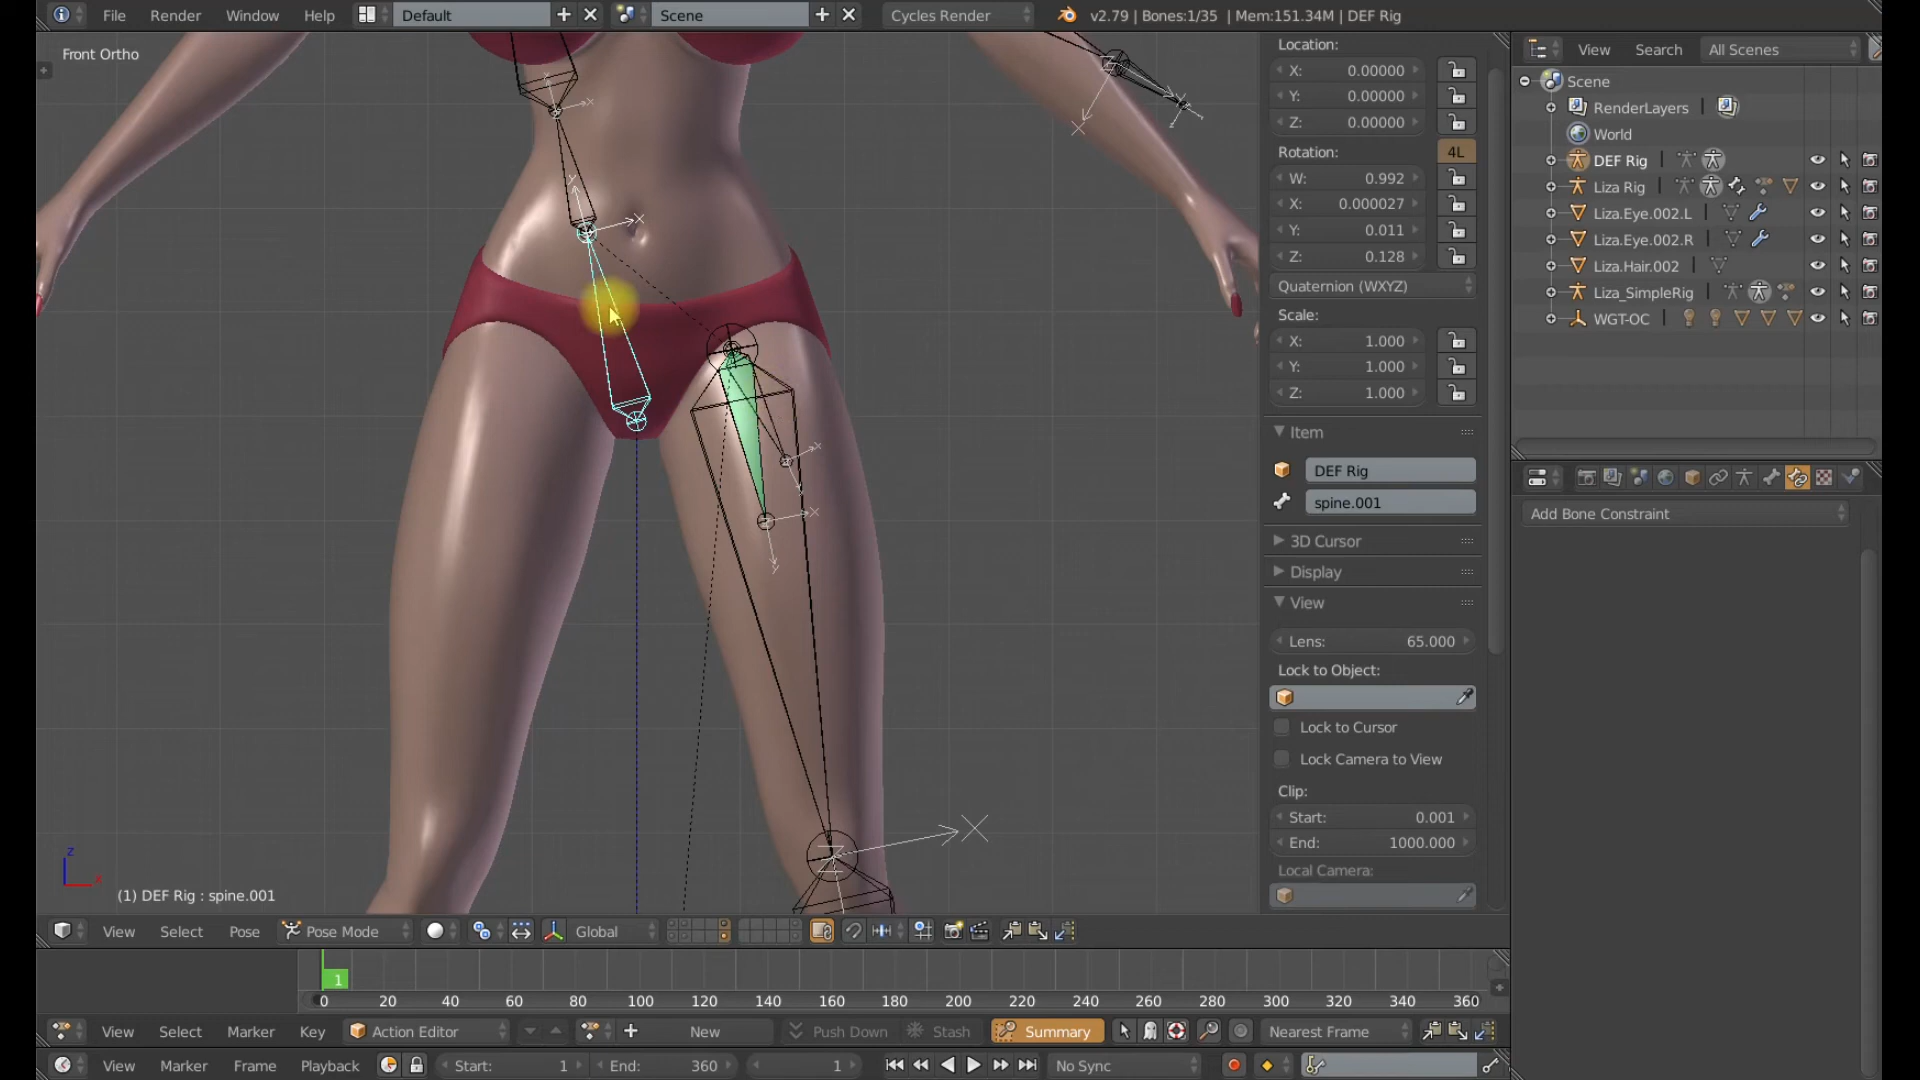 File Render Window Help Default Scene Cycles Render v2.79 | Bones:1/35 | Mem:151.34M | DEF Rig
Front Ortho
Location:
X: 0.00000
Y: 0.00000
Z: 0.00000
Rotation: 4L
W: 0.992
X: 0.000027
Y: 0.011
Z: 0.128
Quaternion (WXYZ)
Scale:
X: 1.000
Y: 1.000
Z: 1.000
Item
DEF Rig
spine.001
3D Cursor
Display
View
Lens: 65.000
Lock to Object:
Lock to Cursor
Lock Camera to View
Clip:
Start: 0.001
End: 1000.000
Local Camera:
View Search All Scenes
Scene
RenderLayers
World
DEF Rig
Liza Rig
Liza.Eye.002.L
Liza.Eye.002.R
Liza.Hair.002
Liza_SimpleRig
WGT-OC
Add Bone Constraint
(1) DEF Rig : spine.001
View Select Pose Pose Mode Global
1
0 20 40 60 80 100 120 140 160 180 200 220 240 260 280 300 320 340 360
View Select Marker Key Action Editor New Push Down Stash Summary Nearest Frame
View Marker Frame Playback Start: 1 End: 360 1 No Sync